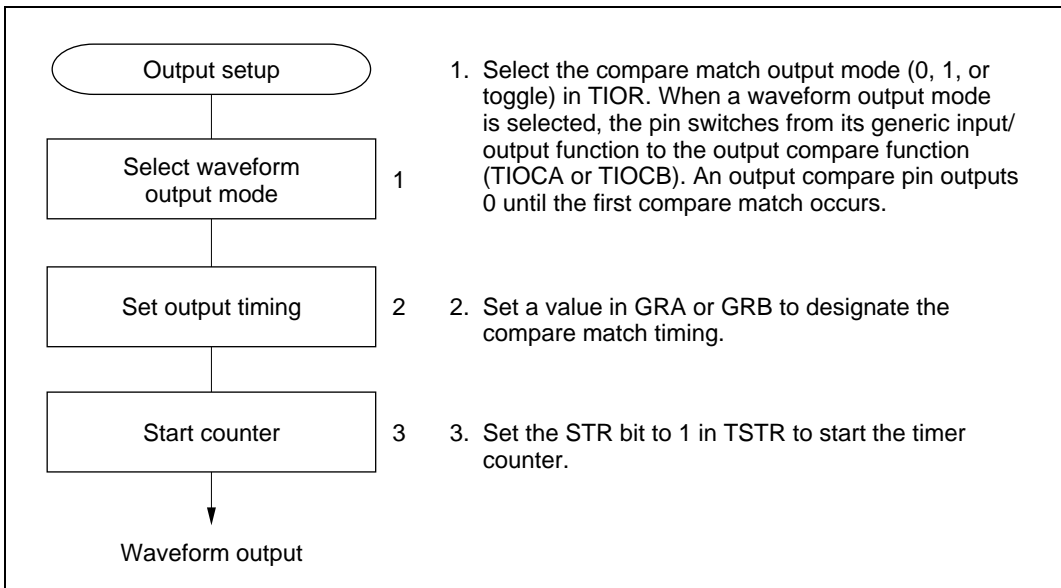 Output setup
Select waveform
output mode
1
Set output timing
2
Start counter
3
Waveform output
1. Select the compare match output mode (0, 1, or
toggle) in TIOR. When a waveform output mode
is selected, the pin switches from its generic input/
output function to the output compare function
(TIOCA or TIOCB). An output compare pin outputs
0 until the first compare match occurs.
2. Set a value in GRA or GRB to designate the
compare match timing.
3. Set the STR bit to 1 in TSTR to start the timer
counter.